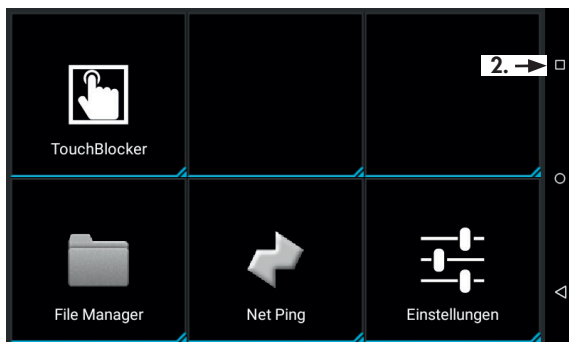 2.
TouchBlocker
File Manager
Net Ping
Einstellungen